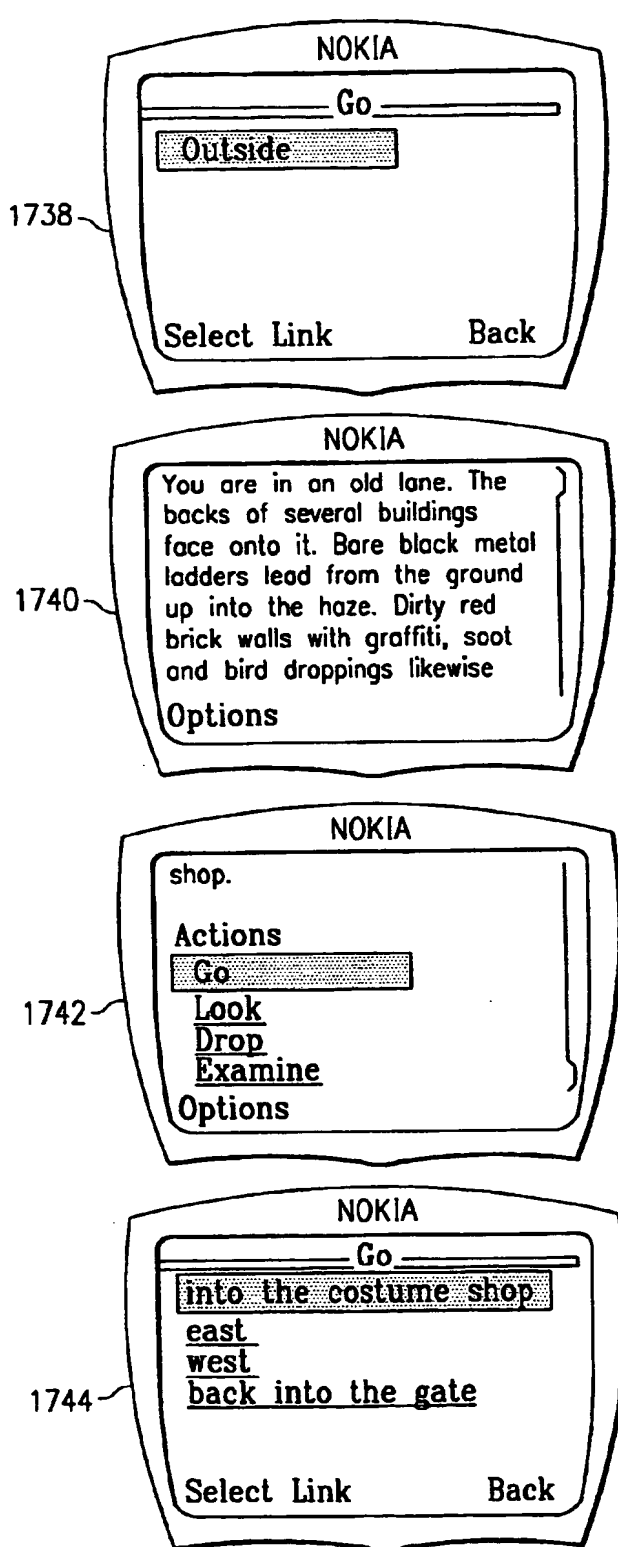 NOKIA
Go
Outside
1738
Select Link Back
NOKIA
You are in an old lane. The
backs of several buildings
face onto it. Bare black metal
ladders lead from the ground
1740
up into the haze. Dirty red
brick walls with graffiti, soot
and bird droppings likewise
Options
NOKIA
shop.
Actions
Go
1742
Look
Drop
Examine
Options
NOKIA
Go
into the costume shop
east
west
1744
back into the gate
Select Link Back